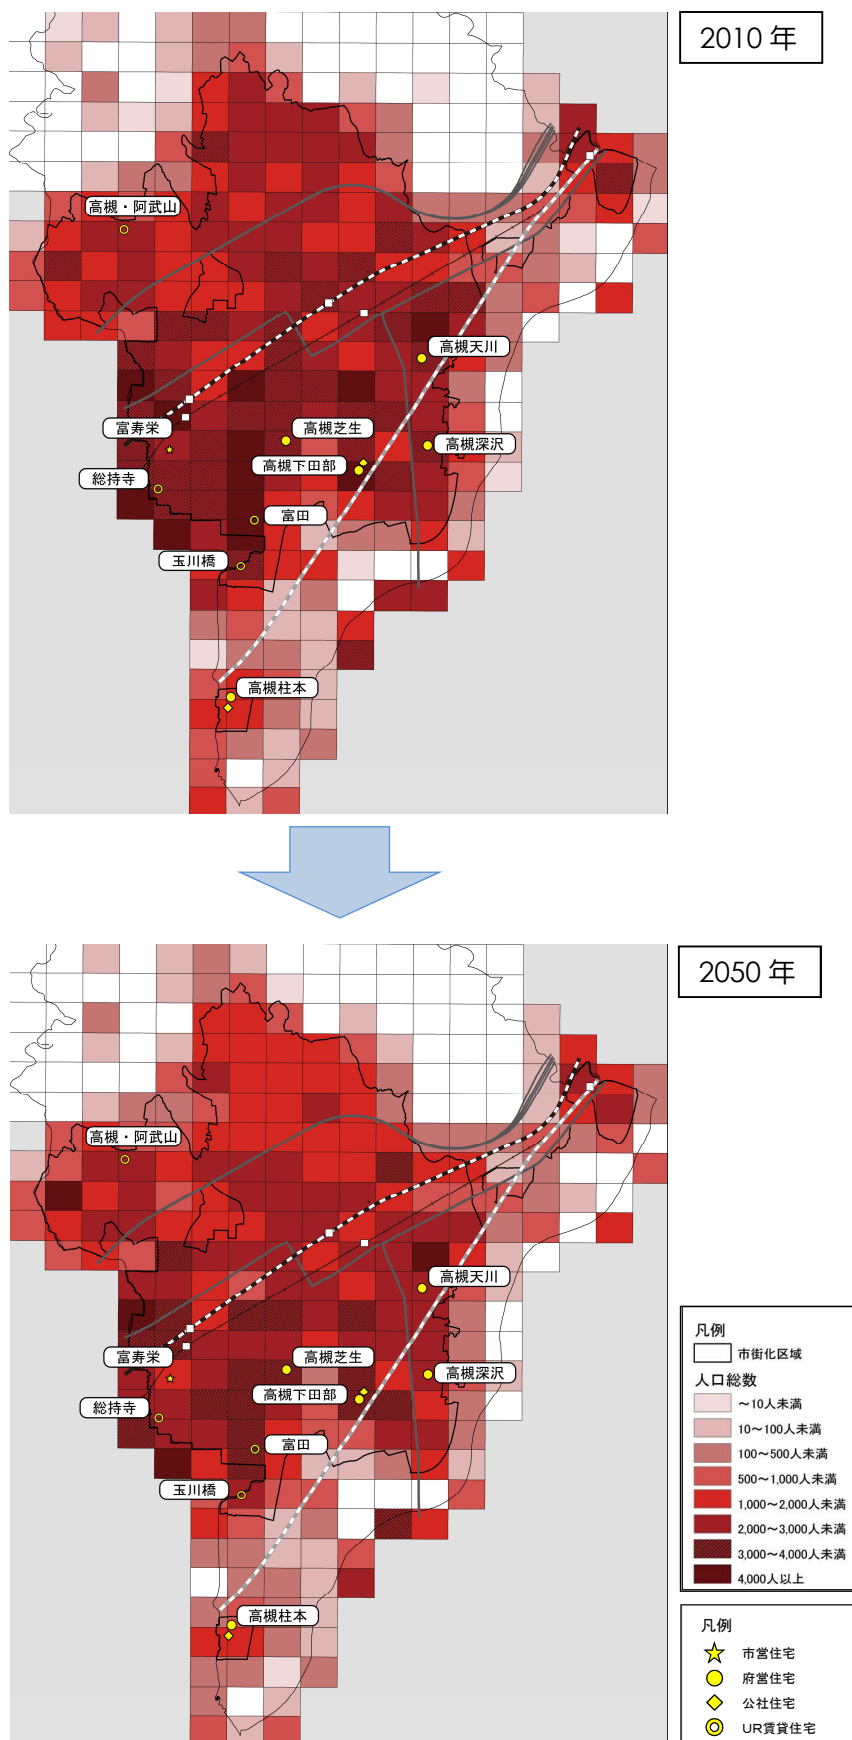 2010 年
高槻・阿武山
高槻天川
富寿栄
高槻芝生
高槻深沢
高槻下田部
総持寺
富田
玉川橋
高槻柱本
2050 年
高槻・阿武山
高槻天川
富寿栄
高槻芝生
高槻深沢
高槻下田部
総持寺
富田
玉川橋
高槻柱本
凡例
市街化区域
人口総数
～10人未満
10～100人未満
100～500人未満
500～1,000人未満
1,000～2,000人未満
2,000～3,000人未満
3,000～4,000人未満
4,000人以上
凡例
市営住宅
府営住宅
公社住宅
UR賃貸住宅